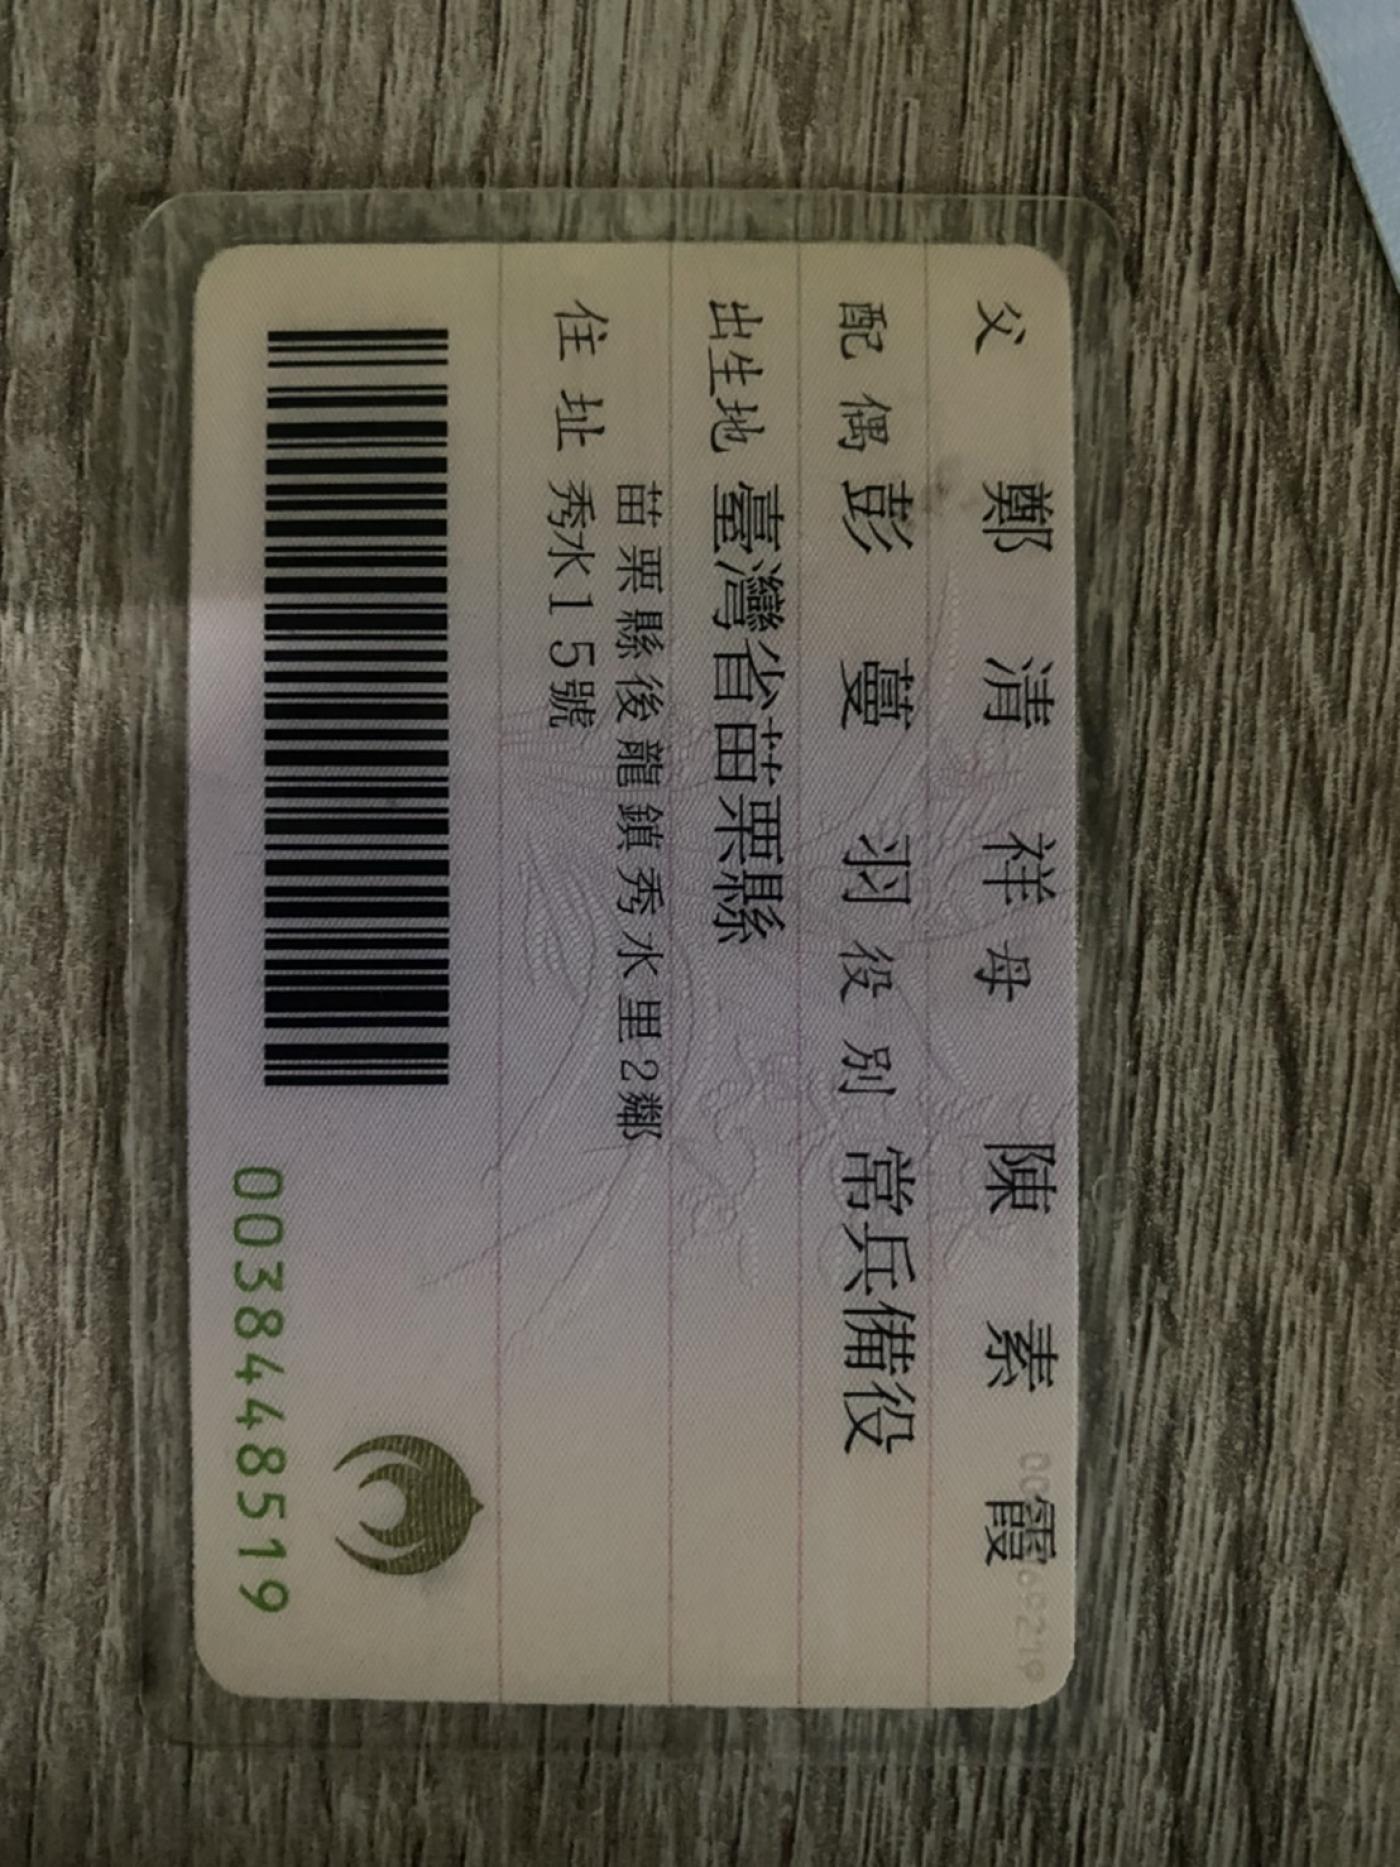 父 鄭清祥 母 陳素霞
配偶 彭蔓羽 役別 常兵備役
出生地 臺灣省苗栗縣
住址 苗栗縣後龍鎮秀水里2鄰
秀水15號
0038448519